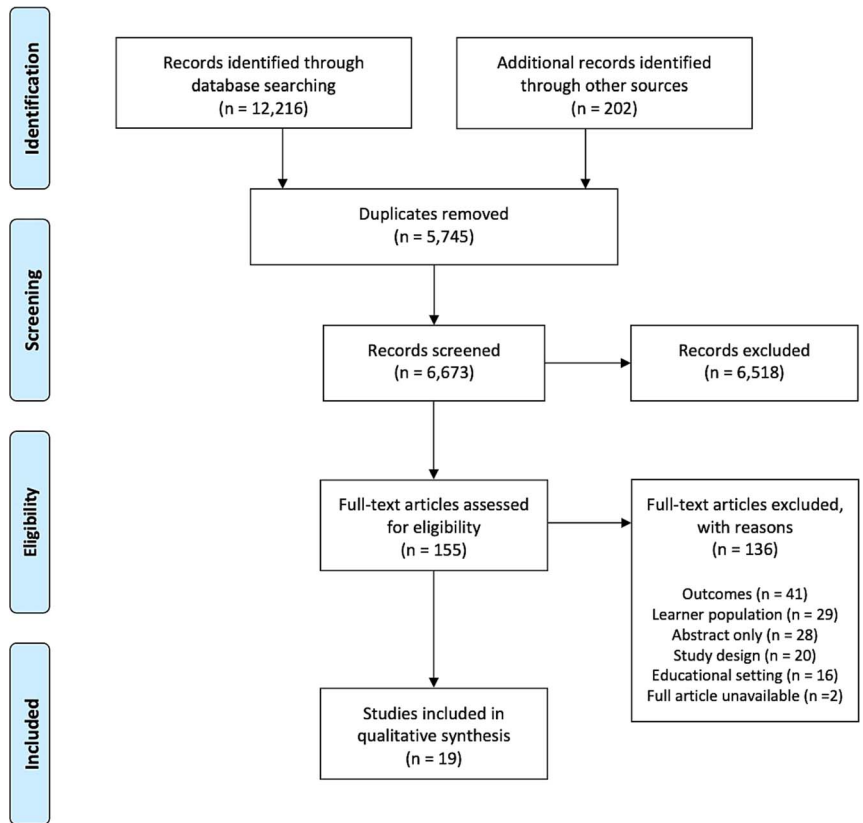 Identification
Records identified through
database searching
(n = 12,216)
Additional records identified
through other sources
(n = 202)
Screening
Duplicates removed
(n = 5,745)
Records screened
(n = 6,673)
Records excluded
(n = 6,518)
Eligibility
Full-text articles assessed
for eligibility
(n = 155)
Full-text articles excluded,
with reasons
(n = 136)
Outcomes (n = 41)
Learner population (n = 29)
Abstract only (n = 28)
Study design (n = 20)
Educational setting (n = 16)
Full article unavailable (n =2)
Included
Studies included in
qualitative synthesis
(n = 19)